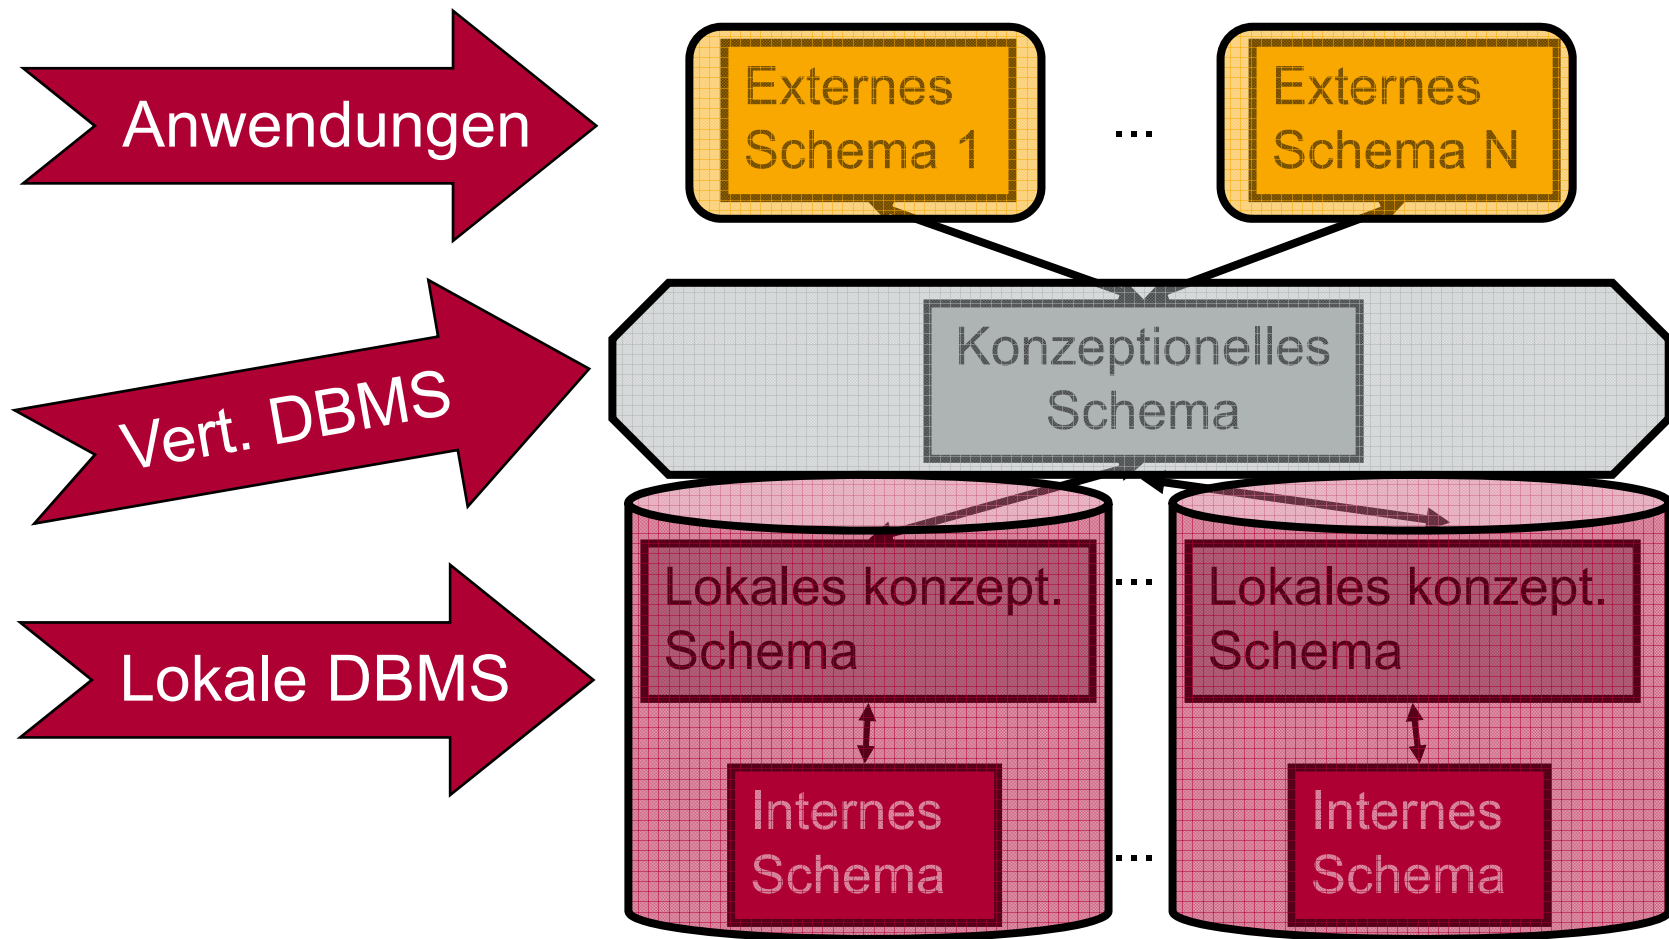 Anwendungen
Externes
Schema 1
...
Externes
Schema N
Vert. DBMS
Konzeptionelles
Schema
Lokale DBMS
Lokales konzept.
Schema
...
Lokales konzept.
Schema
Internes
Schema
...
Internes
Schema